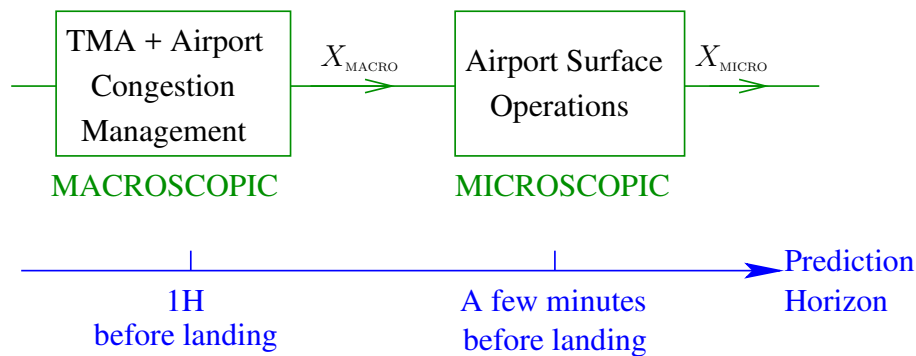 TMA + Airport
Congestion
Management
X_MACRO
Airport Surface
Operations
X_MICRO
MACROSCOPIC
MICROSCOPIC
Prediction
Horizon
1H
before landing
A few minutes
before landing